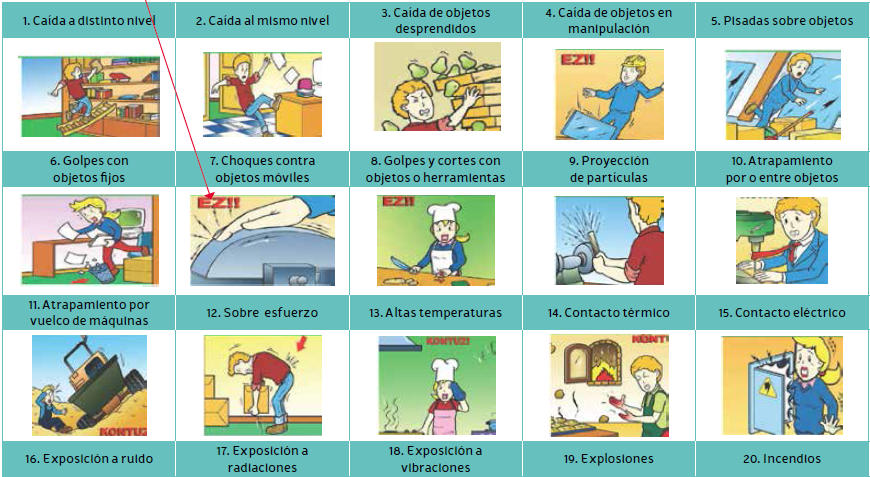 1. Caída a distinto nivel
2. Caída al mismo nivel
3. Caída de objetos
desprendidos
4. Caída de objetos en
manipulación
5. Pisadas sobre objetos
EZ!!
6. Golpes con
objetos fijos
7. Choques contra
objetos móviles
8. Golpes y cortes con
objetos o herramientas
9. Proyección
de partículas
10. Atrapamiento
por o entre objetos
EZ!!
EZ!!
11. Atrapamiento por
vuelco de máquinas
12. Sobre esfuerzo
13. Altas temperaturas
14. Contacto térmico
15. Contacto eléctrico
KONTUZ!
KONTUZ
16. Exposición a ruido
17. Exposición a
radiaciones
18. Exposición a
vibraciones
19. Explosiones
20. Incendios